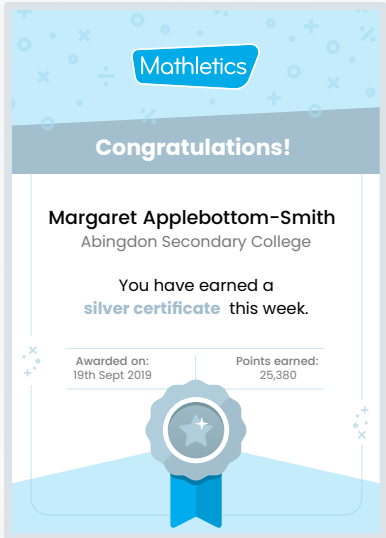 Mathletics
Congratulations!
Margaret Applebottom-Smith
Abingdon Secondary College
You have earned a
silver certificate this week.
Awarded on:
19th Sept 2019
Points earned:
25,380